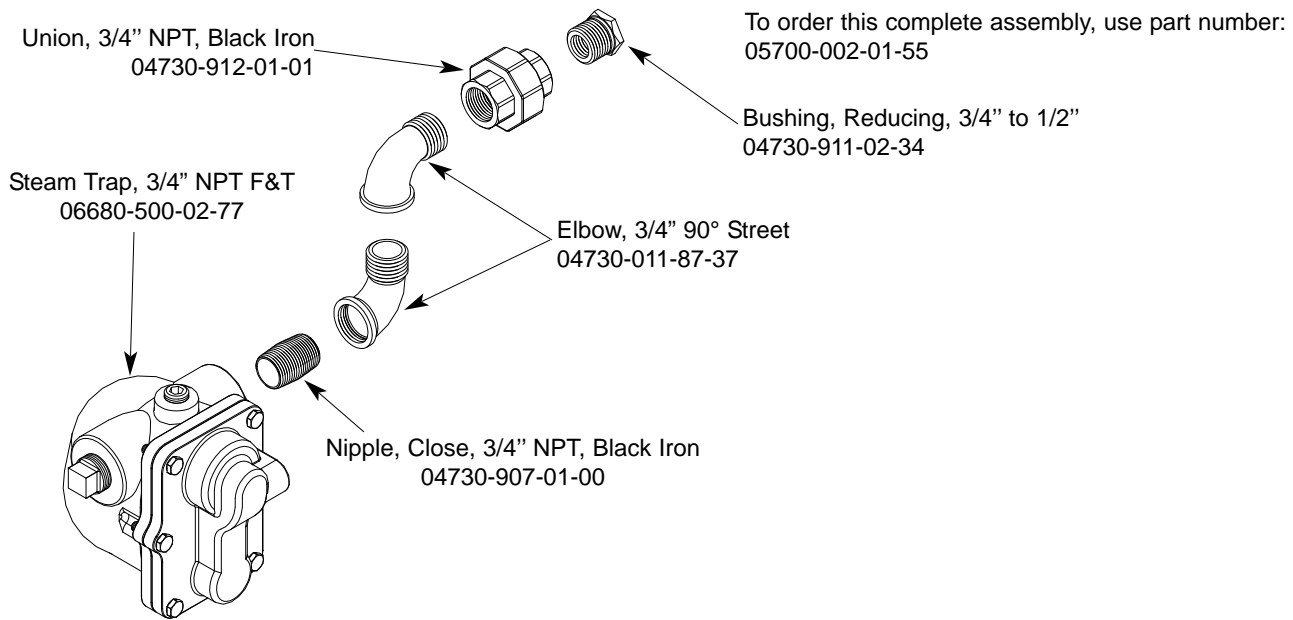 Union, 3/4’’ NPT, Black Iron
04730-912-01-01
To order this complete assembly, use part number:
05700-002-01-55
Bushing, Reducing, 3/4’’ to 1/2’’
04730-911-02-34
Steam Trap, 3/4” NPT F&T
06680-500-02-77
Elbow, 3/4” 90° Street
04730-011-87-37
Nipple, Close, 3/4’’ NPT, Black Iron
04730-907-01-00